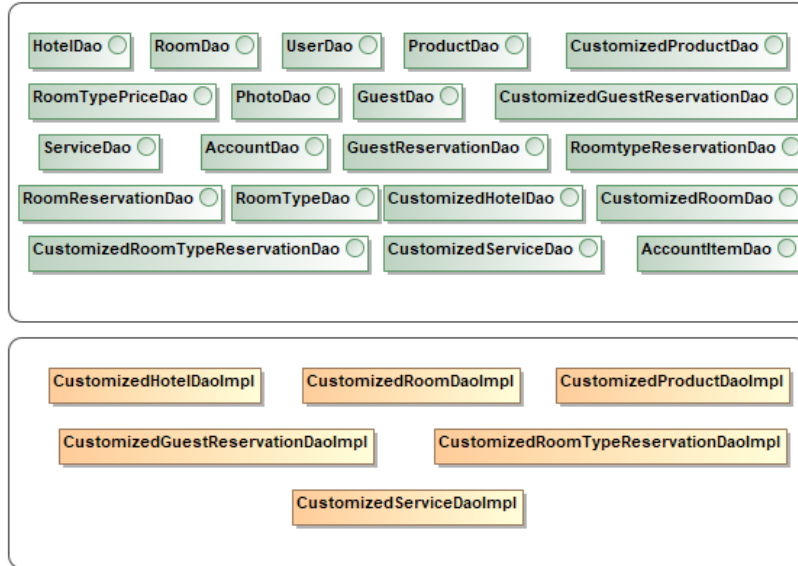 HotelDao RoomDao UserDao ProductDao CustomizedProductDao
RoomTypePriceDao PhotoDao GuestDao CustomizedGuestReservationDao
ServiceDao AccountDao GuestReservationDao RoomtypeReservationDao
RoomReservationDao RoomTypeDao CustomizedHotelDao CustomizedRoomDao
CustomizedRoomTypeReservationDao CustomizedServiceDao AccountItemDao
CustomizedHotelDaoImpl CustomizedRoomDaoImpl CustomizedProductDaoImpl
CustomizedGuestReservationDaoImpl CustomizedRoomTypeReservationDaoImpl
CustomizedServiceDaoImpl